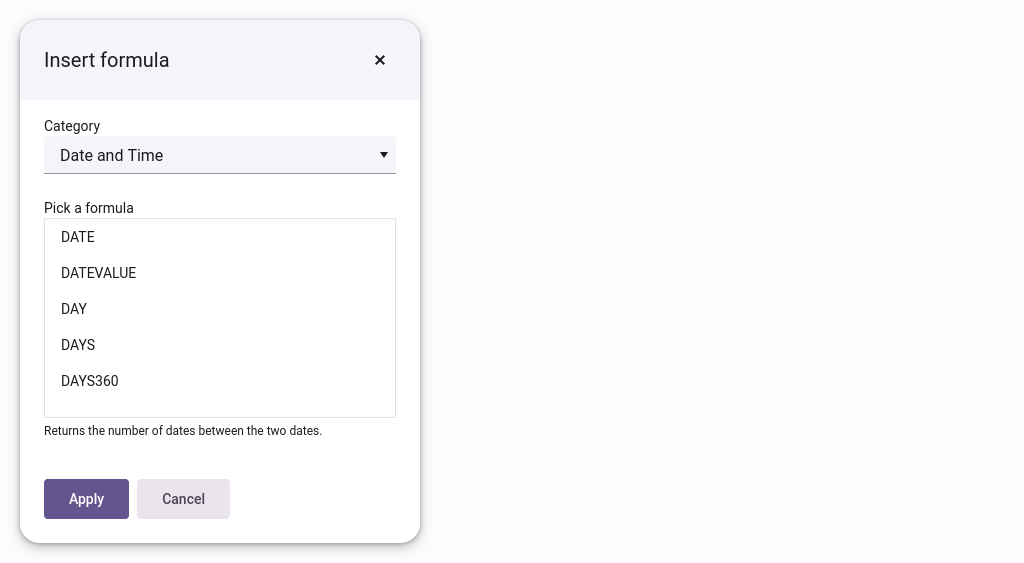 Insert formula
Category
Date and Time
Pick a formula
DATE
DATEVALUE
DAY
DAYS
DAYS360
Returns the number of dates between the two dates.
Apply Cancel